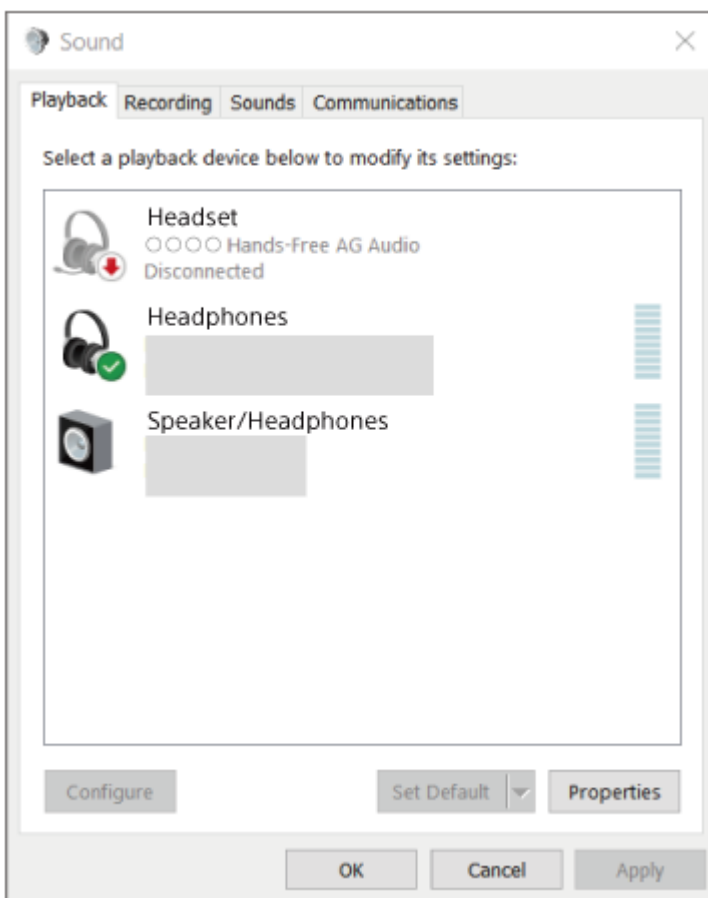 Sound
Playback Recording Sounds Communications
Select a playback device below to modify its settings:
Headset
○○○○ Hands-Free AG Audio
Disconnected
Headphones
Speaker/Headphones
Configure Set Default Properties
OK Cancel Apply